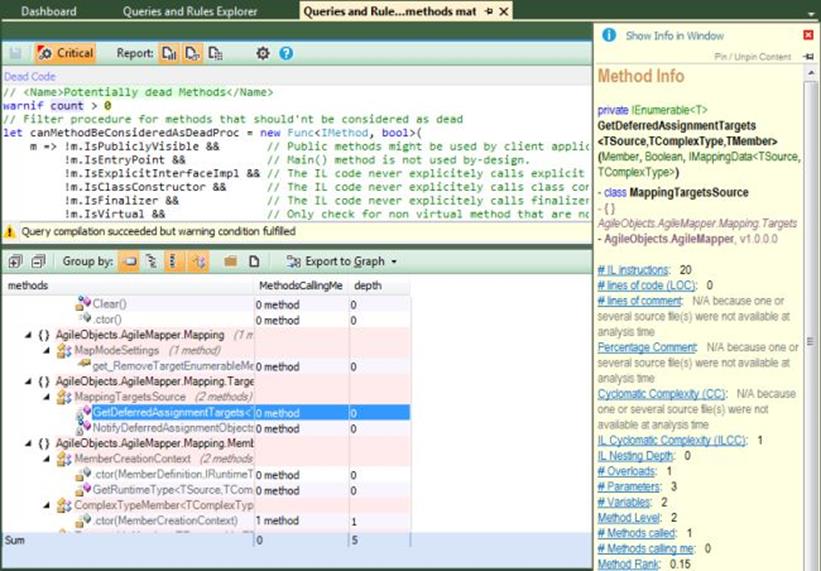 Dashboard
Queries and Rules Explorer
Queries and Rule...methods mat
Critical
Report:
Dead Code
// <Name>Potentially dead Methods</Name>
warnif count > 0
// Filter procedure for methods that should'nt be considered as dead
let canMethodBeConsideredAsDeadProc = new Func<IMethod, bool>(
m => !m.IsPubliclyVisible && // Public methods might be used by client applic
!m.IsEntryPoint && // Main() method is not used by-design.
!m.IsExplicitInterfaceImpl && // The IL code never explicitely calls explicit
!m.IsClassConstructor && // The IL code never explicitely calls class con
!m.IsFinalizer && // The IL code never explicitely calls finalizer
!m.IsVirtual && // Only check for non virtual method that are no
Query compilation succeeded but warning condition fulfilled
Group by:
Export to Graph
methods MethodsCallingMe depth
Clear() 0 method 0
.ctor() 0 method 0
{ } AgileObjects.AgileMapper.Mapping (1 m
MapModeSettings (1 method)
get_RemoveTargetEnumerableMe 0 method 0
{ } AgileObjects.AgileMapper.Mapping.Targe
MappingTargetsSource (2 methods)
GetDeferredAssignmentTargets< 0 method 0
NotifyDeferredAssignmentObjects 0 method 0
{ } AgileObjects.AgileMapper.Mapping.Memb
MemberCreationContext (2 methods
.ctor(MemberDefinition,IRuntimeT 0 method 0
GetRuntimeType<TSource,TCom 0 method 0
ComplexTypeMember<TComplexTyp
.ctor(MemberCreationContext) 1 method 1
Sum 0 5
Show Info in Window
Pin / Unpin Content
Method Info
private IEnumerable<T>
GetDeferredAssignmentTargets
<TSource,TComplexType,TMember>
(Member, Boolean, IMappingData<TSource,
TComplexType>)
- class MappingTargetsSource
- { }
AgileObjects.AgileMapper.Mapping.Targets
- AgileObjects.AgileMapper, v1.0.0.0
# IL instructions: 20
# lines of code (LOC): 0
# lines of comment: N/A because one or
several source file(s) were not available at
analysis time
Percentage Comment: N/A because one or
several source file(s) were not available at
analysis time
Cyclomatic Complexity (CC): N/A because
one or several source file(s) were not
available at analysis time
IL Cyclomatic Complexity (ILCC): 1
IL Nesting Depth: 0
# Overloads: 1
# Parameters: 3
# Variables: 2
Method Level: 2
# Methods called: 1
# Methods calling me: 0
Method Rank: 0.15